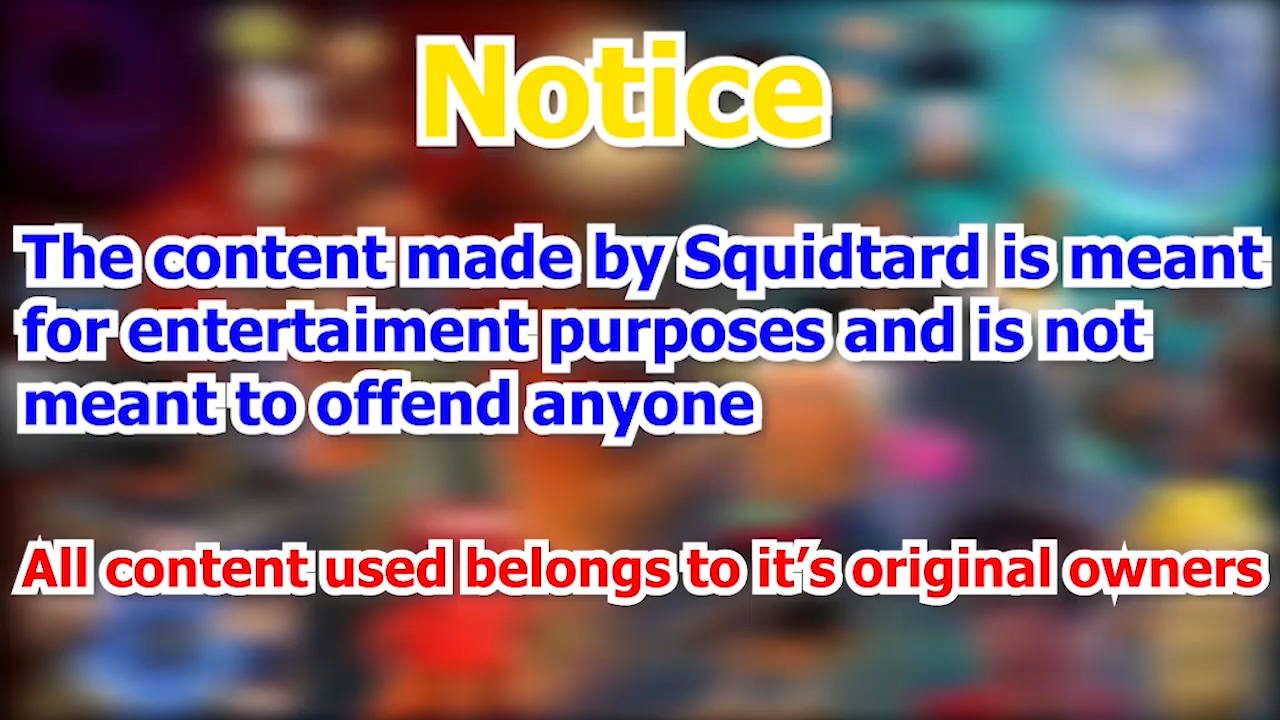 Notice
The content made by Squidtard is meant
for entertaiment purposes and is not
meant to offend anyone
All content used belongs to it’s original owners